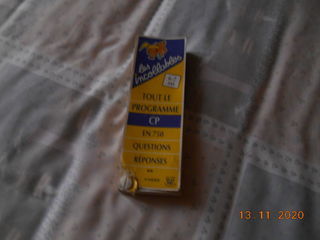 les
incollables
TOUT LE
PROGRAMME
CP
EN 750
QUESTIONS
RÉPONSES
13 11 2020